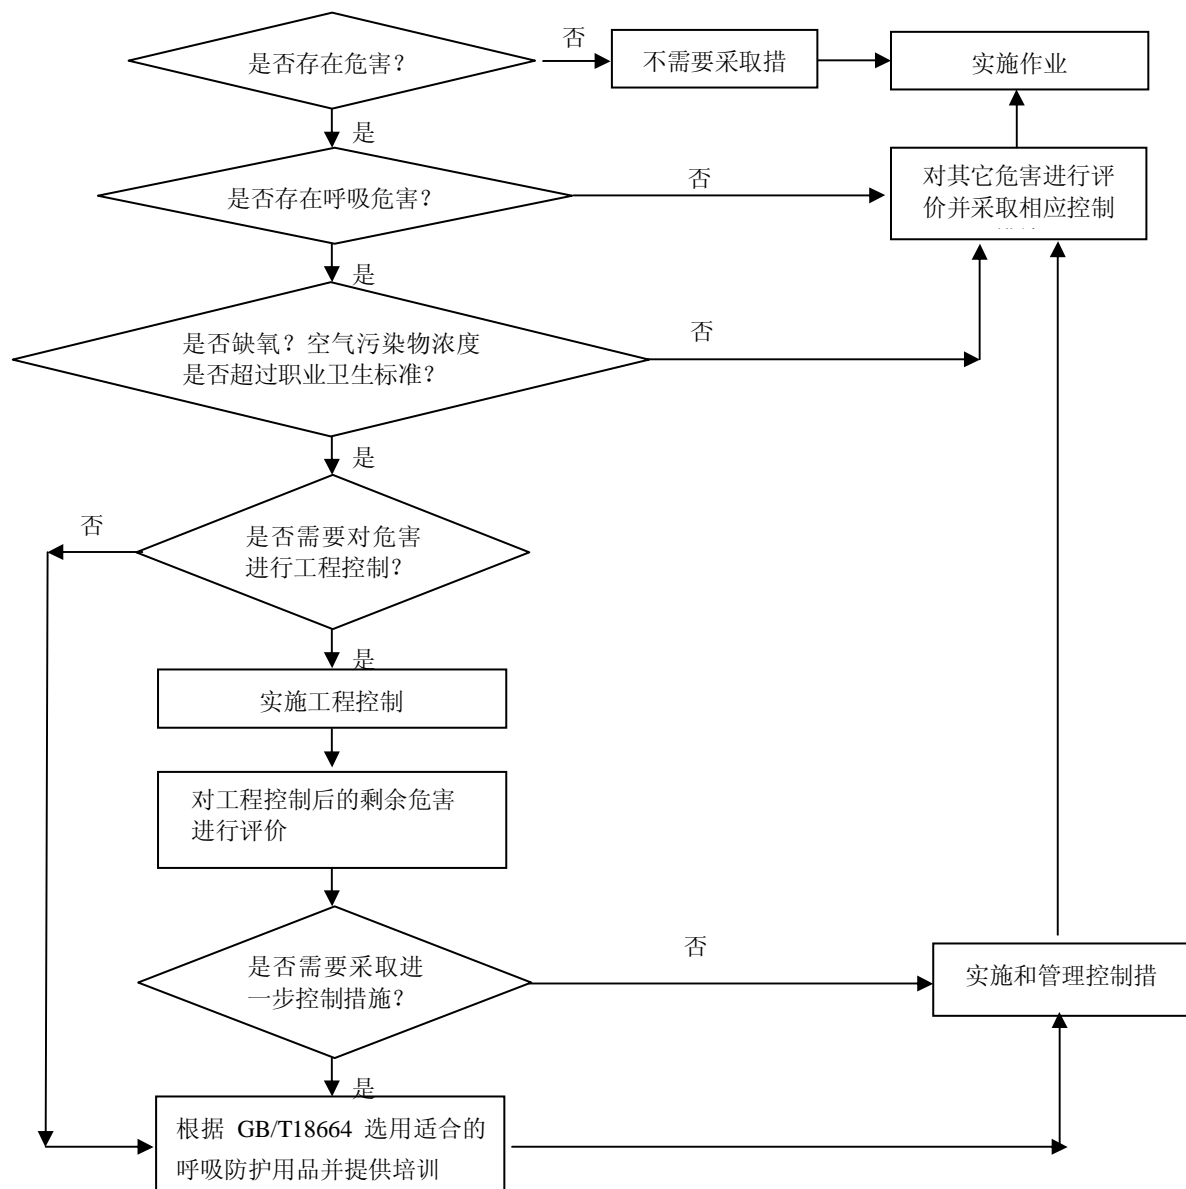 是否存在危害？
否
不需要采取措
实施作业
是
是否存在呼吸危害？
否
对其它危害进行评
价并采取相应控制
是
是否缺氧？空气污染物浓度
是否超过职业卫生标准？
否
是
是否需要对危害
进行工程控制？
否
是
实施工程控制
对工程控制后的剩余危害
进行评价
是否需要采取进
一步控制措施？
否
实施和管理控制措
是
根据 GB/T18664 选用适合的
呼吸防护用品并提供培训